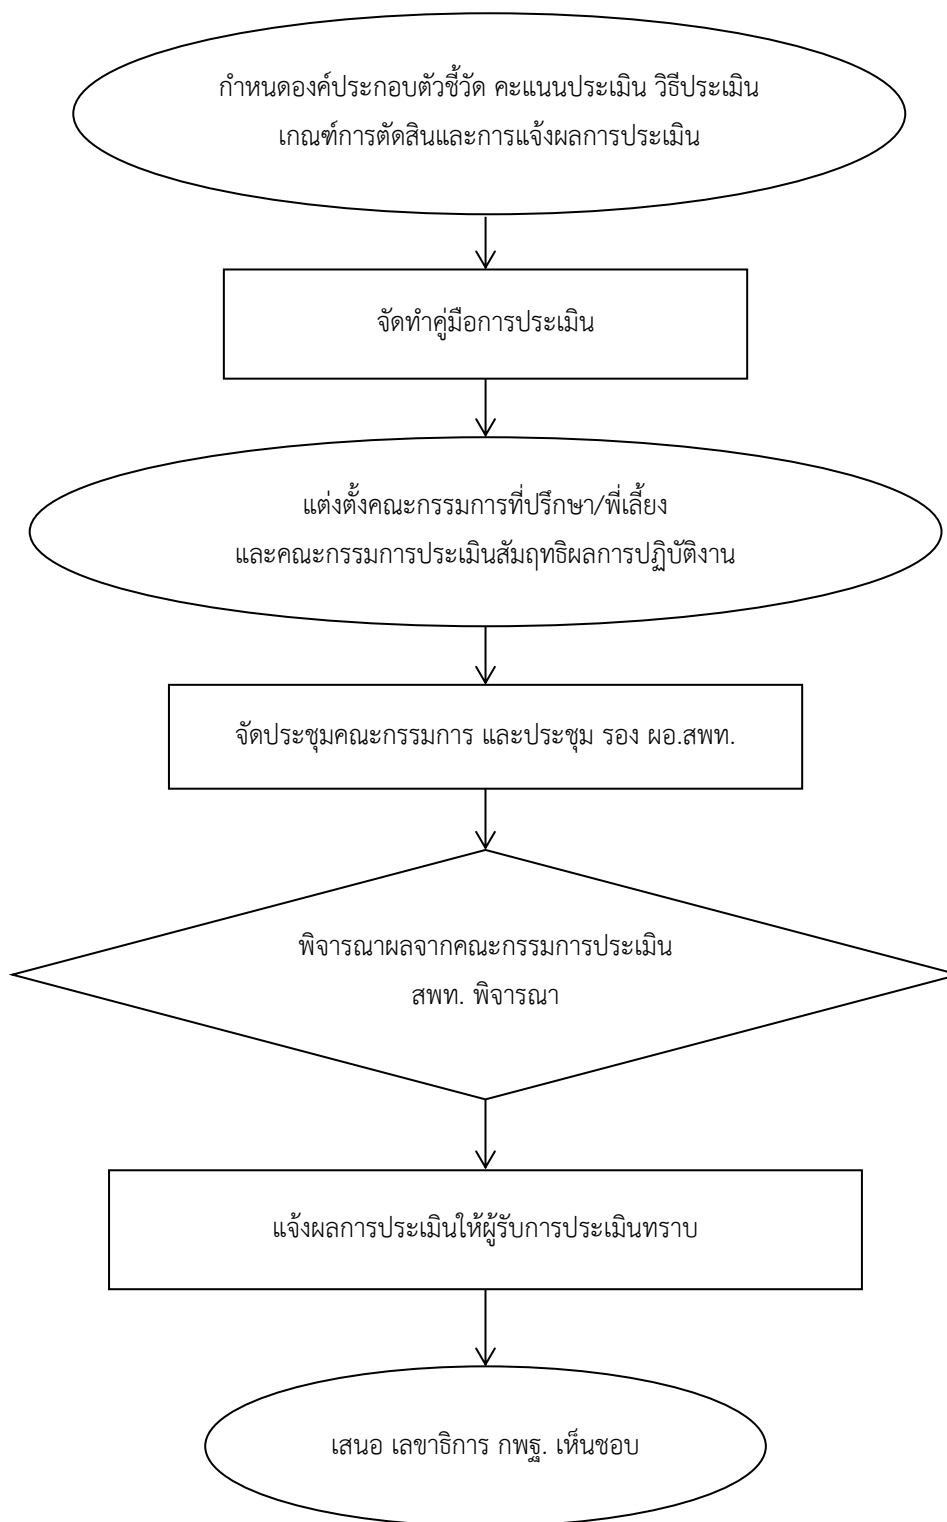 กำหนดองค์ประกอบตัวชี้วัด คะแนนประเมิน วิธีประเมิน
เกณฑ์การตัดสินและการแจ้งผลการประเมิน
จัดทำคู่มือการประเมิน
แต่งตั้งคณะกรรมการที่ปรึกษา/พี่เลี้ยง
และคณะกรรมการประเมินสัมฤทธิผลการปฏิบัติงาน
จัดประชุมคณะกรรมการ และประชุม รอง ผอ.สพท.
พิจารณาผลจากคณะกรรมการประเมิน
สพท. พิจารณา
แจ้งผลการประเมินให้ผู้รับการประเมินทราบ
เสนอ เลขาธิการ กพฐ. เห็นชอบ